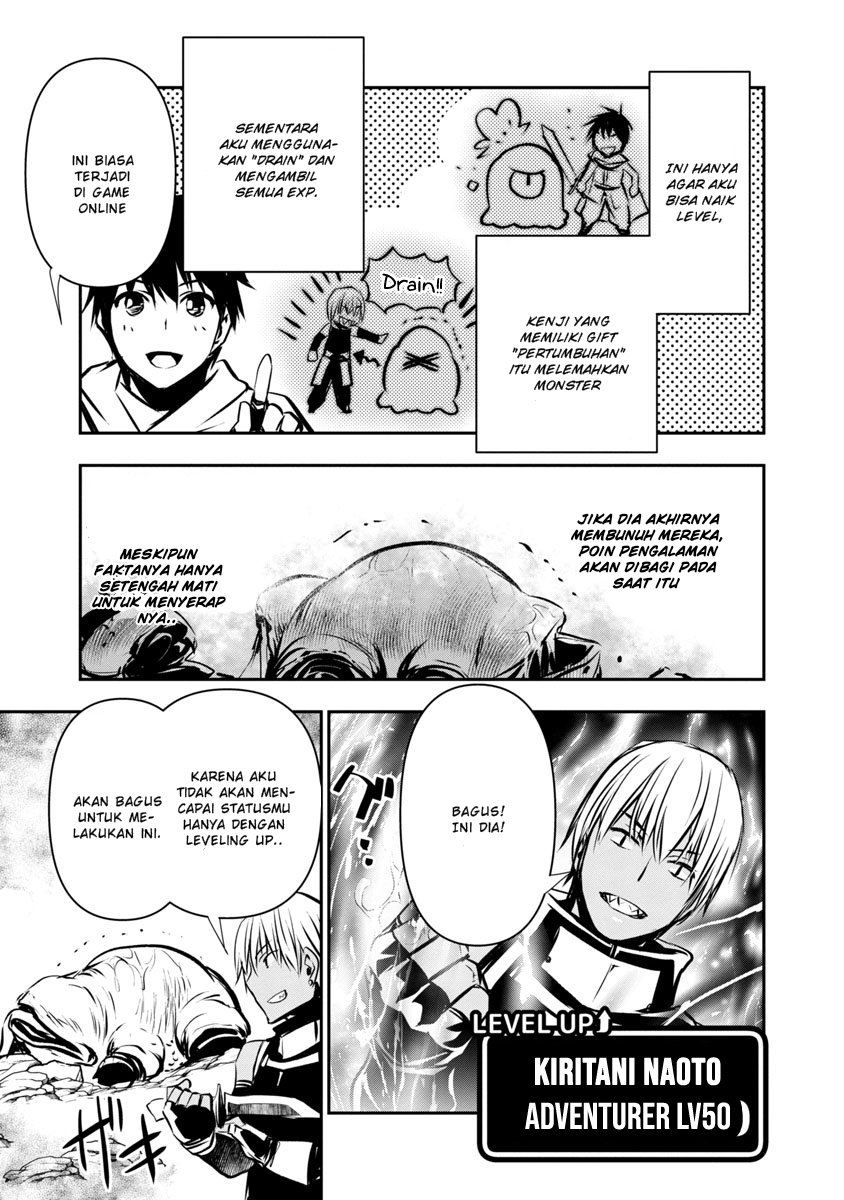 INI HANYA
AGAR AKU
BISA NAIK
LEVEL,
KENJI YANG
MEMILIKI GIFT
"PERTUMBUHAN"
ITU MELEMAHKAN
MONSTER
Drain!!
SEMENTARA
AKU MENGGUNA-
KAN "DRAIN" DAN
MENGAMBIL
SEMUA EXP.
INI BIASA
TERJADI
DI GAME
ONLINE
JIKA DIA AKHIRNYA
MEMBUNUH MEREKA,
POIN PENGALAMAN
AKAN DIBAGI PADA
SAAT ITU
MESKIPUN
FAKTANYA HANYA
SETENGAH MATI
UNTUK MENYERAP
NYA..
BAGUS!
INI DIA!
グッ
LEVEL UP
KIRITANI NAOTO
ADVENTURER LV50
KARENA AKU
TIDAK AKAN MEN-
CAPAI STATUSMU
HANYA DENGAN
LEVELING UP..
AKAN BAGUS
UNTUK ME-
LAKUKAN INI.
ザッ